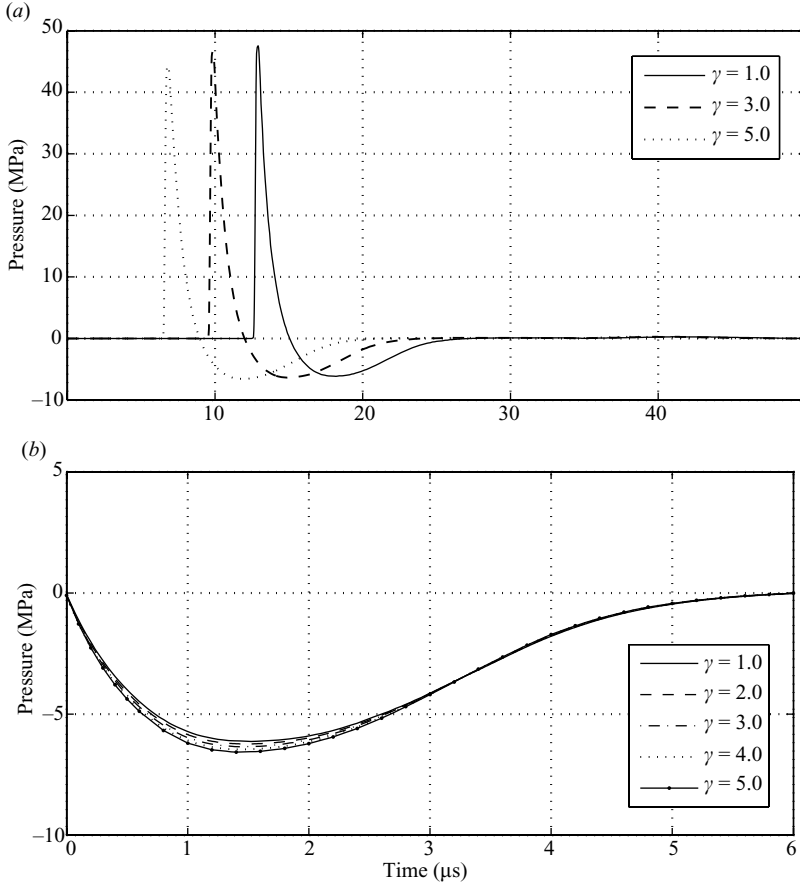 (a)
50
40
30
20
10
0
–10
Pressure (MPa)
γ = 1.0
γ = 3.0
γ = 5.0
10 20 30 40
(b)
5
0
–5
–10
Pressure (MPa)
γ = 1.0
γ = 2.0
γ = 3.0
γ = 4.0
γ = 5.0
0 1 2 3 4 5 6
Time (μs)